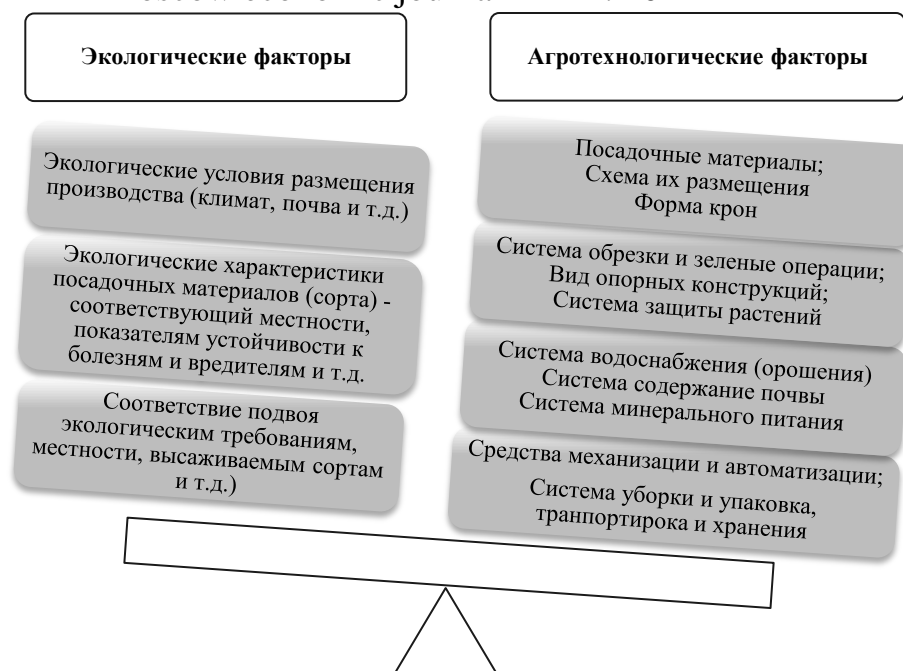 Экологические факторы
Агротехнологические факторы
Экологические условия размещения
производства (климат, почва и т.д.)
Экологические характеристики
посадочных материалов (сорта) -
соответствующий местности,
показателям устойчивости к
болезням и вредителям и т.д.
Соответствие подвоя
экологическим требованиям,
местности, высаживаемым сортам
и т.д.)
Посадочные материалы;
Схема их размещения
Форма крон
Система обрезки и зеленые операции;
Вид опорных конструкций;
Система защиты растений
Система водоснабжения (орошения)
Система содержание почвы
Система минерального питания
Средства механизации и автоматизации;
Система уборки и упаковка,
транпортирока и хранения